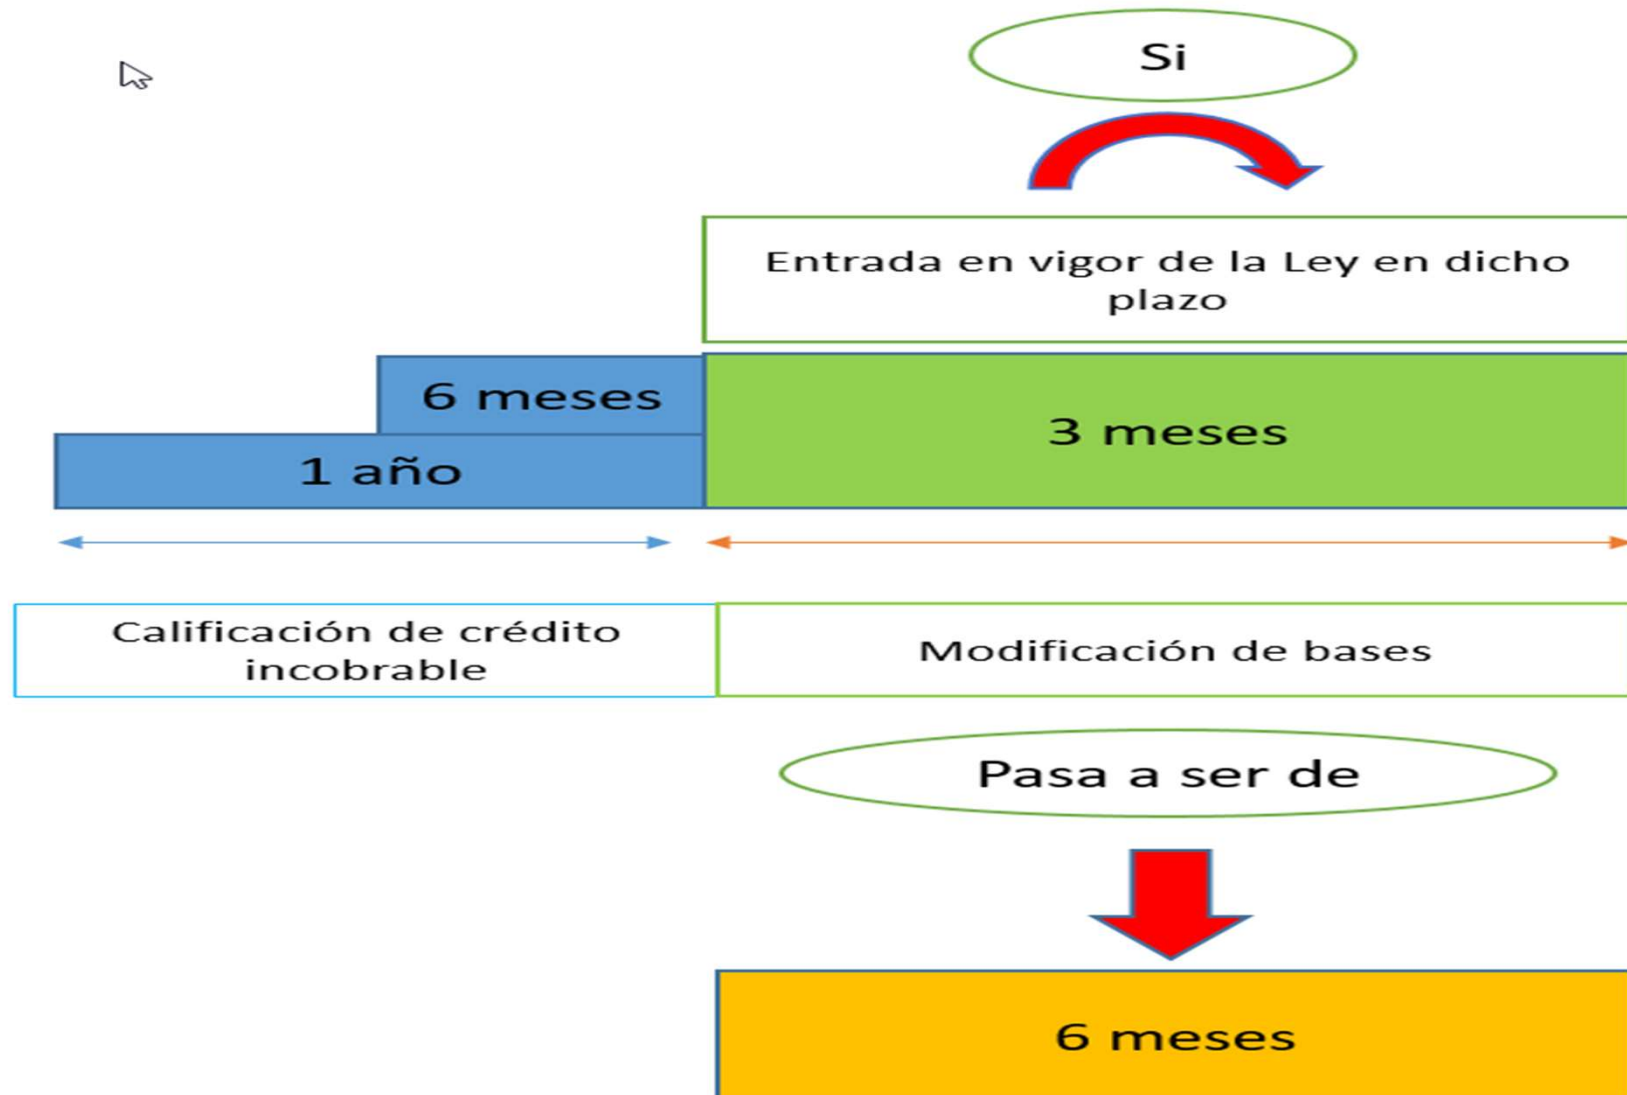 Si
Entrada en vigor de la Ley en dicho
plazo
6 meses
1 año
3 meses
Calificación de crédito
incobrable
Modificación de bases
Pasa a ser de
6 meses